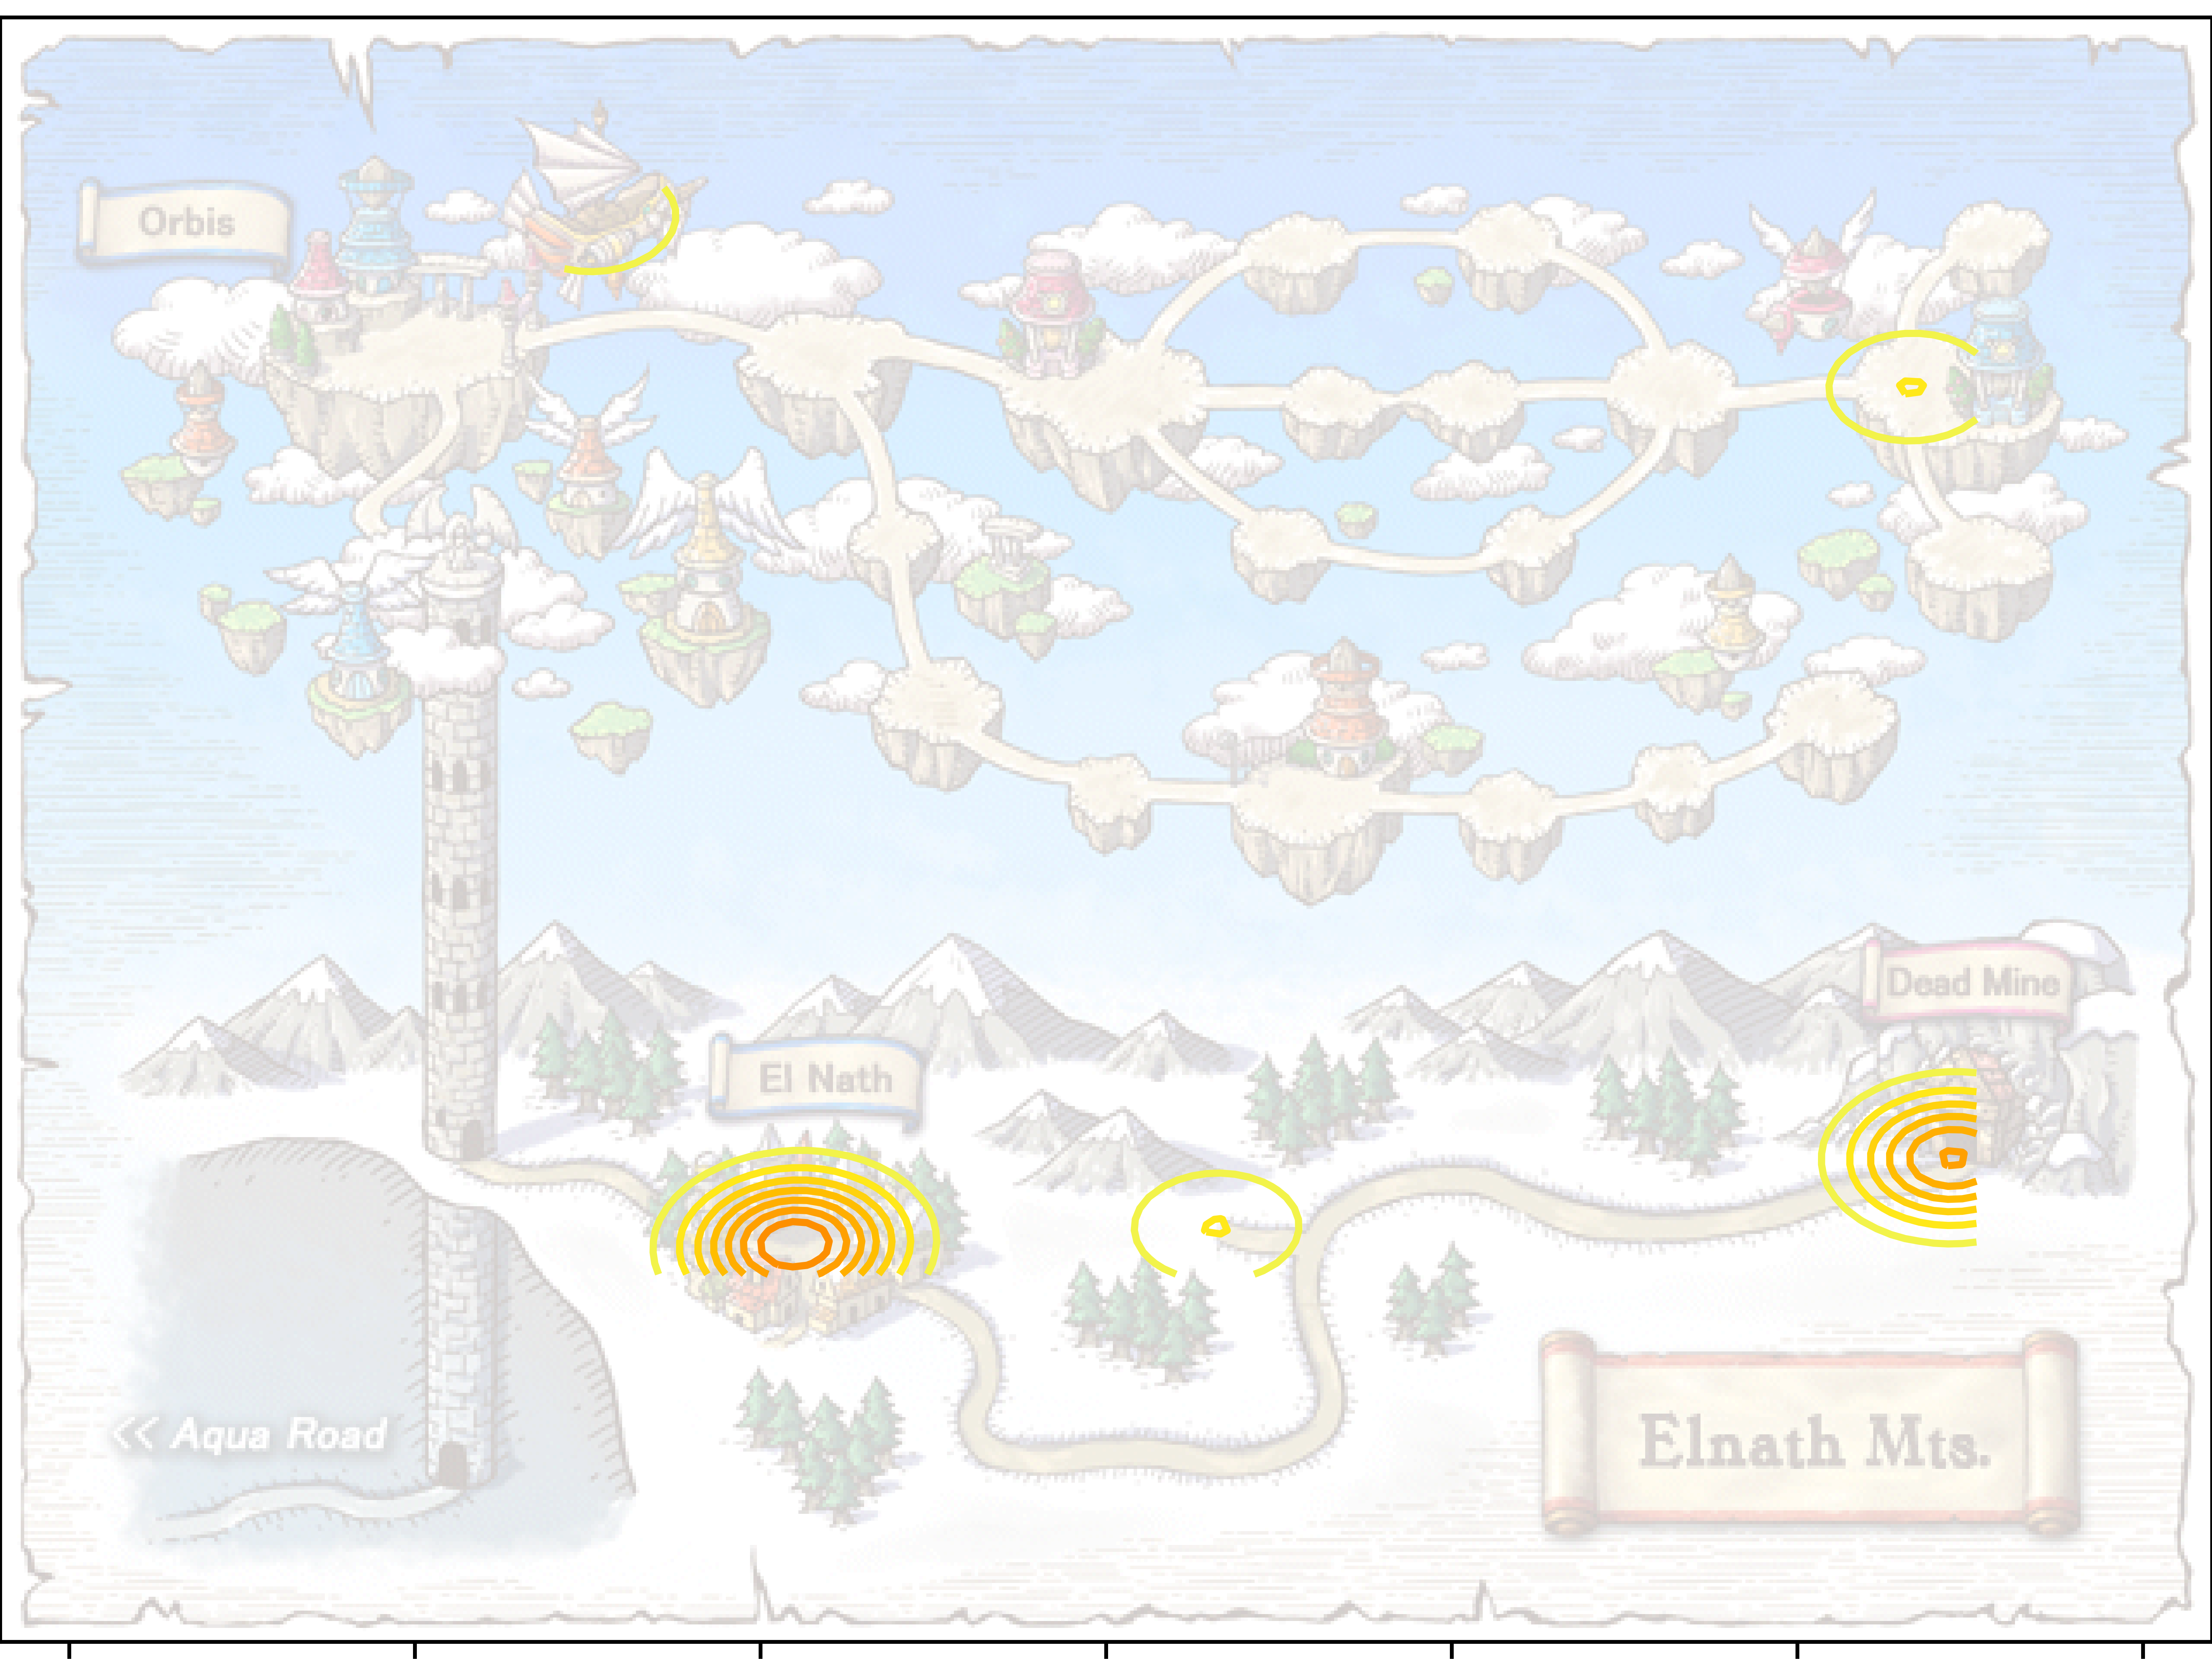 Orbis
Dead Mine
El Nath
<< Aqua Road
Elnath Mts.